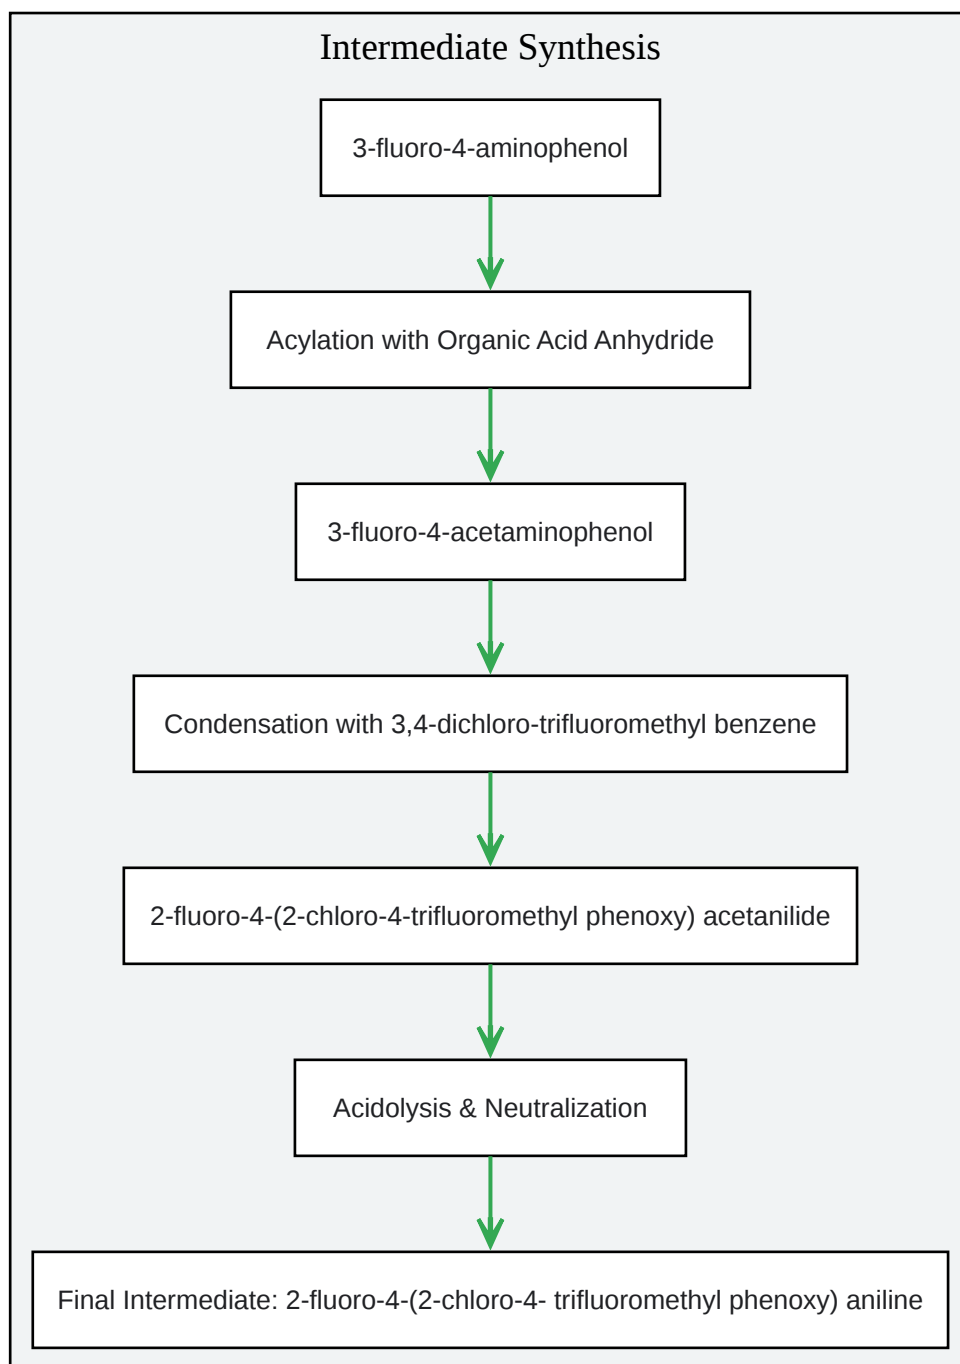 Intermediate Synthesis
3-fluoro-4-aminophenol
Acylation with Organic Acid Anhydride
3-fluoro-4-acetaminophenol
Condensation with 3,4-dichloro-trifluoromethyl benzene
2-fluoro-4-(2-chloro-4-trifluoromethyl phenoxy) acetanilide
Acidolysis & Neutralization
Final Intermediate: 2-fluoro-4-(2-chloro-4- trifluoromethyl phenoxy) aniline